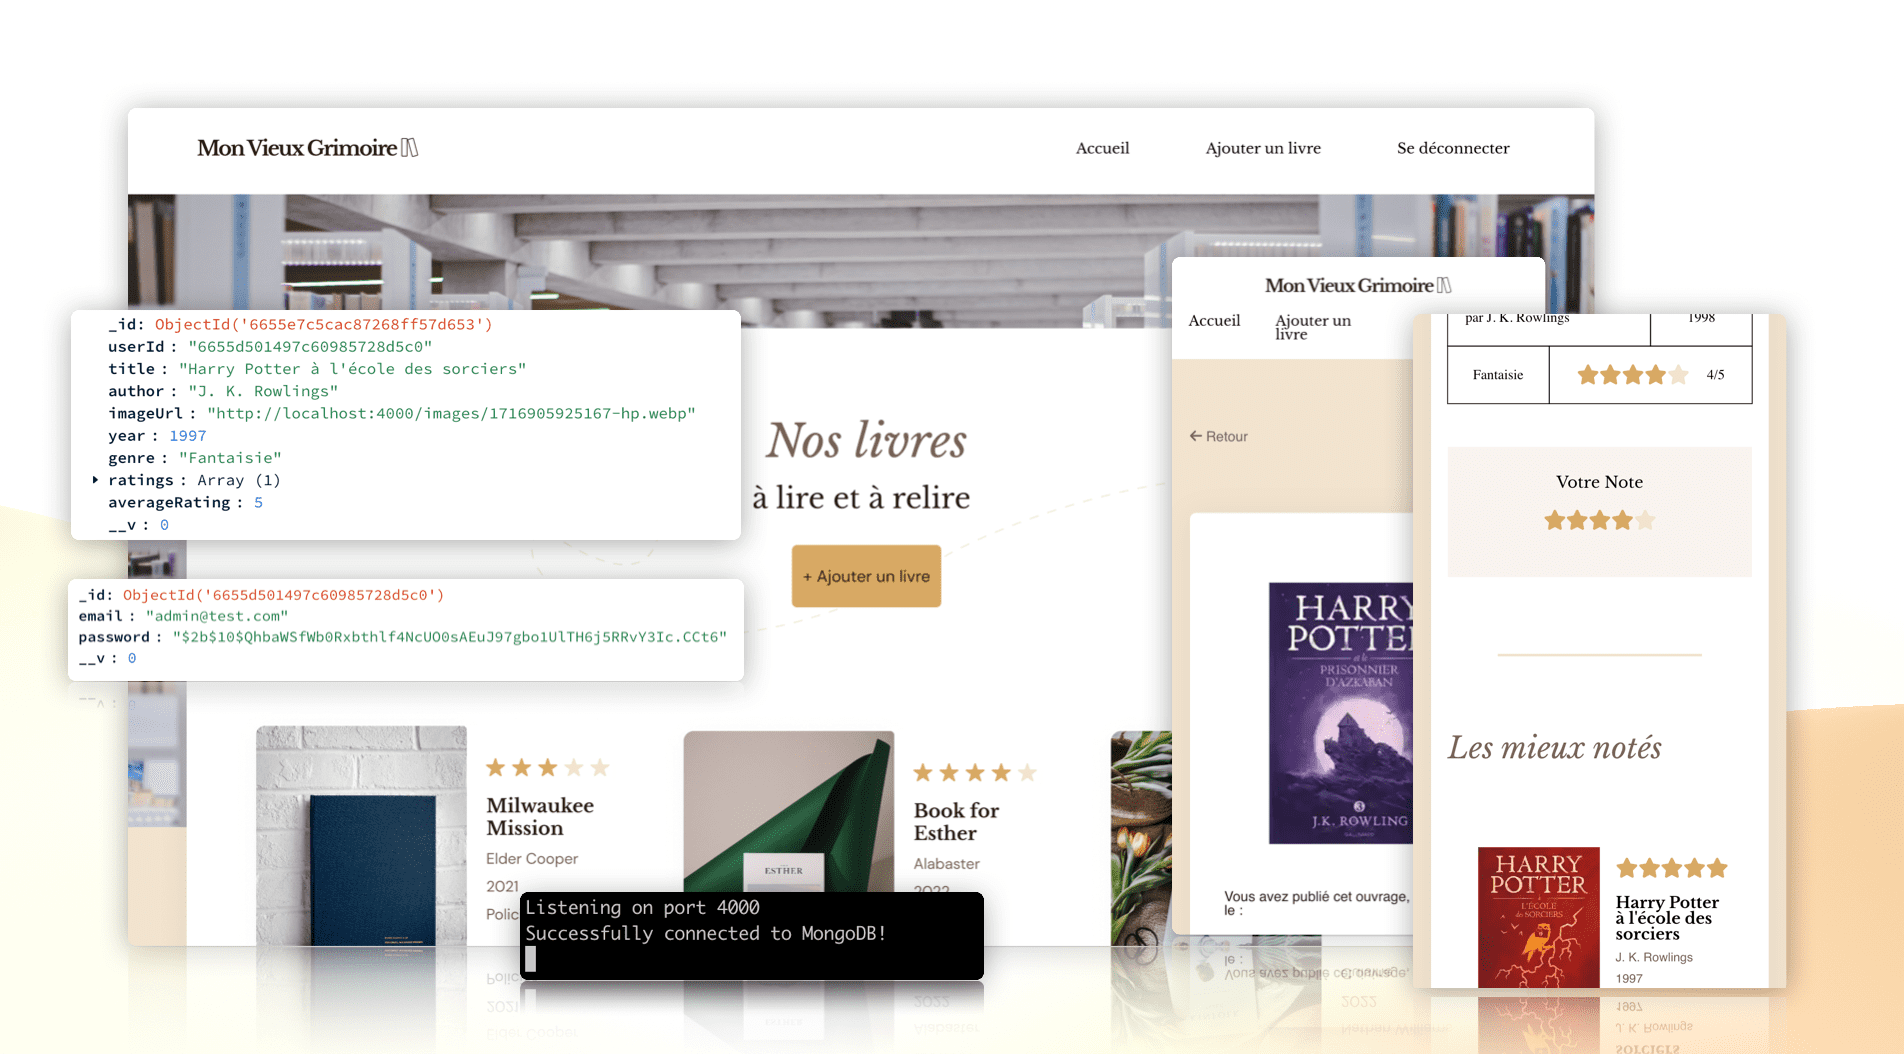 Mon Vieux Grimoire
Accueil
Ajouter un livre
Se déconnecter
_id: ObjectId('6655e7c5cac87268ff57d653')
userId : "6655d501497c60985728d5c0"
title : "Harry Potter à l'école des sorciers"
author : "J. K. Rowlings"
imageUrl : "http://localhost:4000/images/1716905925167-hp.webp"
year : 1997
genre : "Fantaisie"
ratings : Array (1)
averageRating : 5
__v : 0
_id: ObjectId('6655d501497c60985728d5c0')
email : "admin@test.com"
password : "$2b$10$QhbaWSfWb0Rxbthlf4NcUO0sAEuJ97gbo1UlTH6j5RRvY3Ic.CCt6"
__v : 0
Nos livres
à lire et à relire
+ Ajouter un livre
Milwaukee
Mission
Elder Cooper
2021
Polic
ESTHER
Book for
Esther
Alabaster
2022
Listening on port 4000
Successfully connected to MongoDB!
Mon Vieux Grimoire
Accueil
Ajouter un
livre
← Retour
HARRY
POTTE
et le
PRISONNIER
D'AZKABAN
3
J.K. ROWLING
Vous avez publié cet ouvrage,
le :
par J. K. Rowlings
1998
Fantaisie
4/5
Votre Note
Les mieux notés
HARRY
POTTER
À L'ÉCOLE
des SORCIERS
Harry Potter
à l'école des
sorciers
J. K. Rowlings
1997